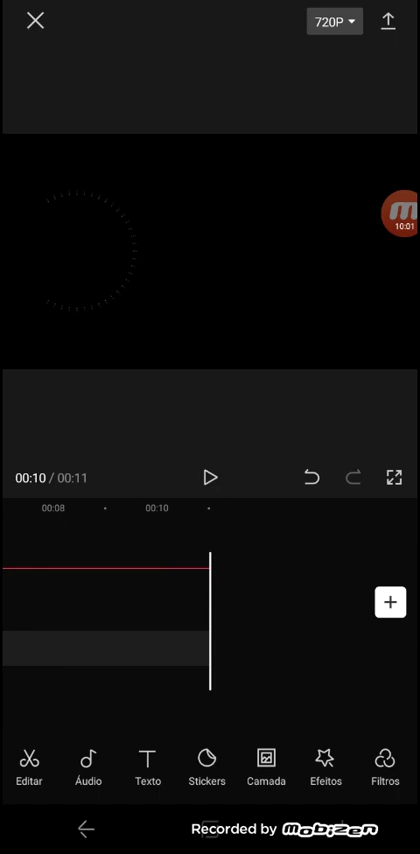 720P
10:01
00:10 / 00:11
00:08
00:10
Editar
Áudio
Texto
Stickers
Camada
Efeitos
Filtros
Recorded by MOBIZEN